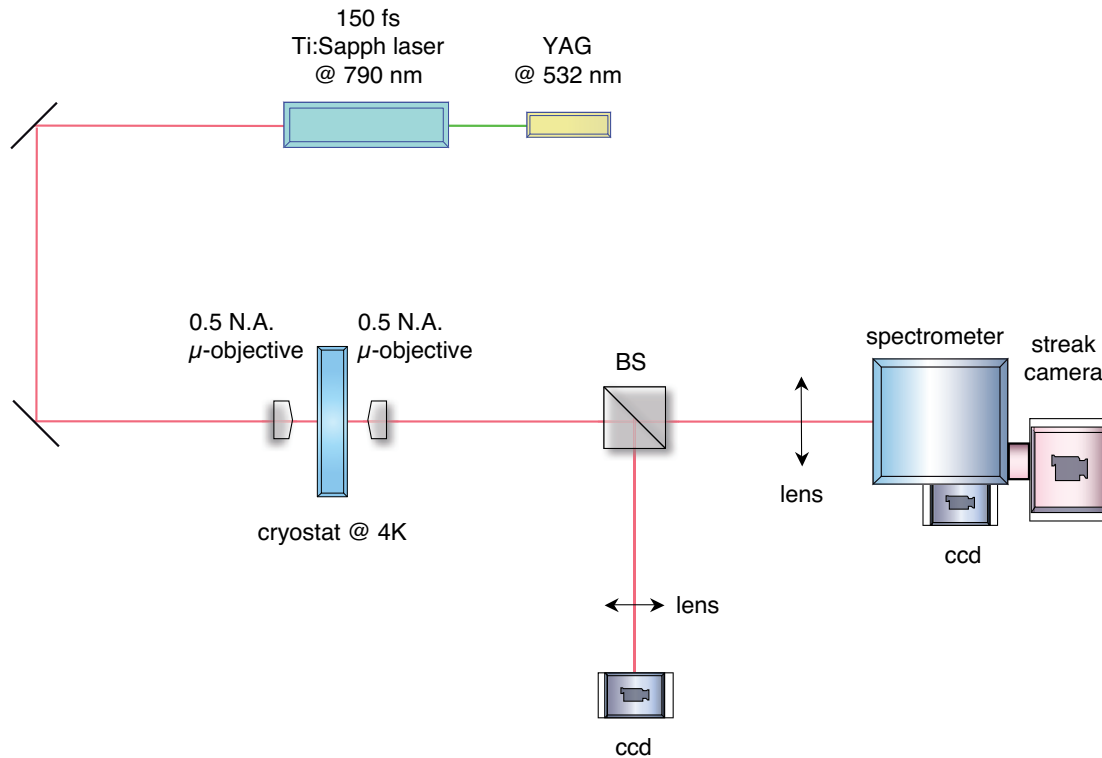 150 fs
Ti:Sapph laser
@ 790 nm
YAG
@ 532 nm
0.5 N.A.
µ-objective
0.5 N.A.
µ-objective
cryostat @ 4K
BS
lens
spectrometer
streak
camera
ccd
lens
ccd